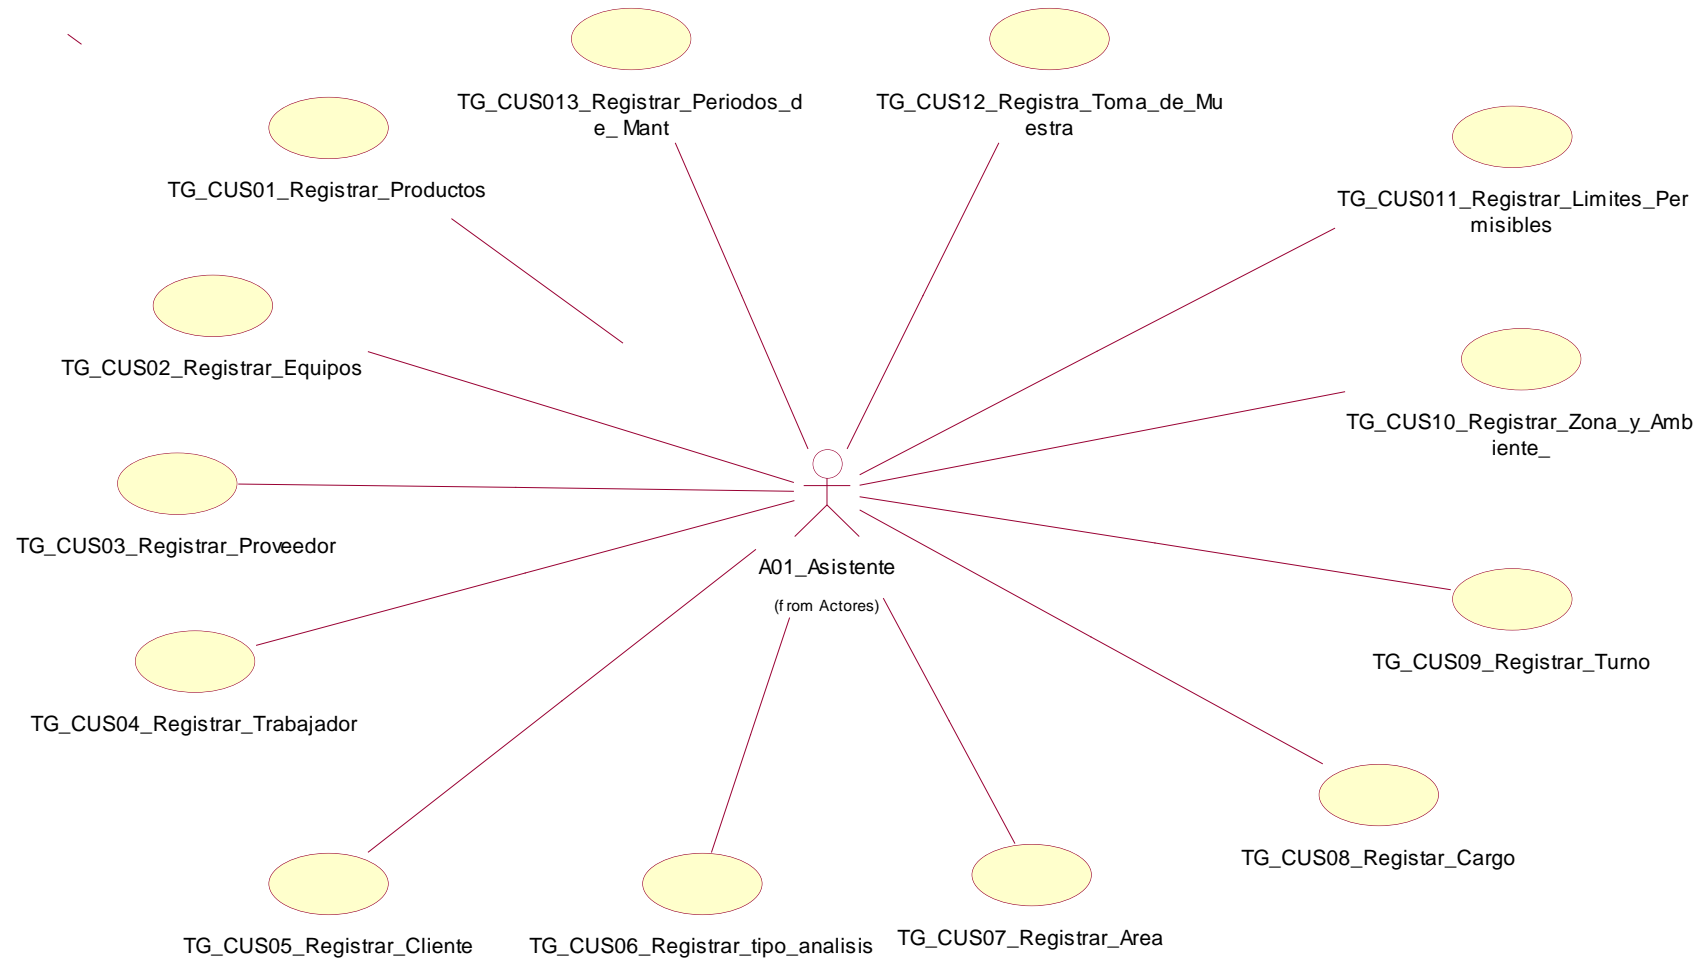 TG_CUS013_Registrar_Periodos_d
e_ Mant
TG_CUS12_Registra_Toma_de_Mu
estra
TG_CUS01_Registrar_Productos
TG_CUS011_Registrar_Limites_Per
misibles
TG_CUS02_Registrar_Equipos
TG_CUS10_Registrar_Zona_y_Amb
iente_
TG_CUS03_Registrar_Proveedor
A01_Asistente
(from Actores)
TG_CUS09_Registrar_Turno
TG_CUS04_Registrar_Trabajador
TG_CUS08_Registar_Cargo
TG_CUS05_Registrar_Cliente
TG_CUS06_Registrar_tipo_analisis
TG_CUS07_Registrar_Area